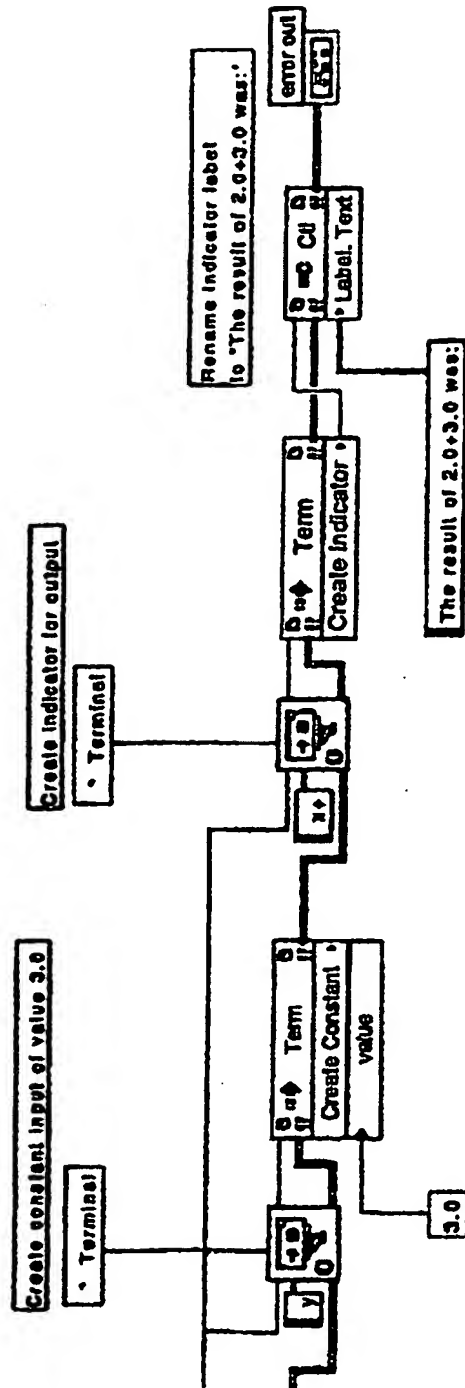 Create constant input of value 3.0
Terminal
y
3.0
Term
Create Constant
value
Create indicator for output
Terminal
x+
Term
Create Indicator
Rename indicator label
to "The result of 2.0+3.0 was:'
Ctl
Label. Text
The result of 2.0+3.0 was:
error out